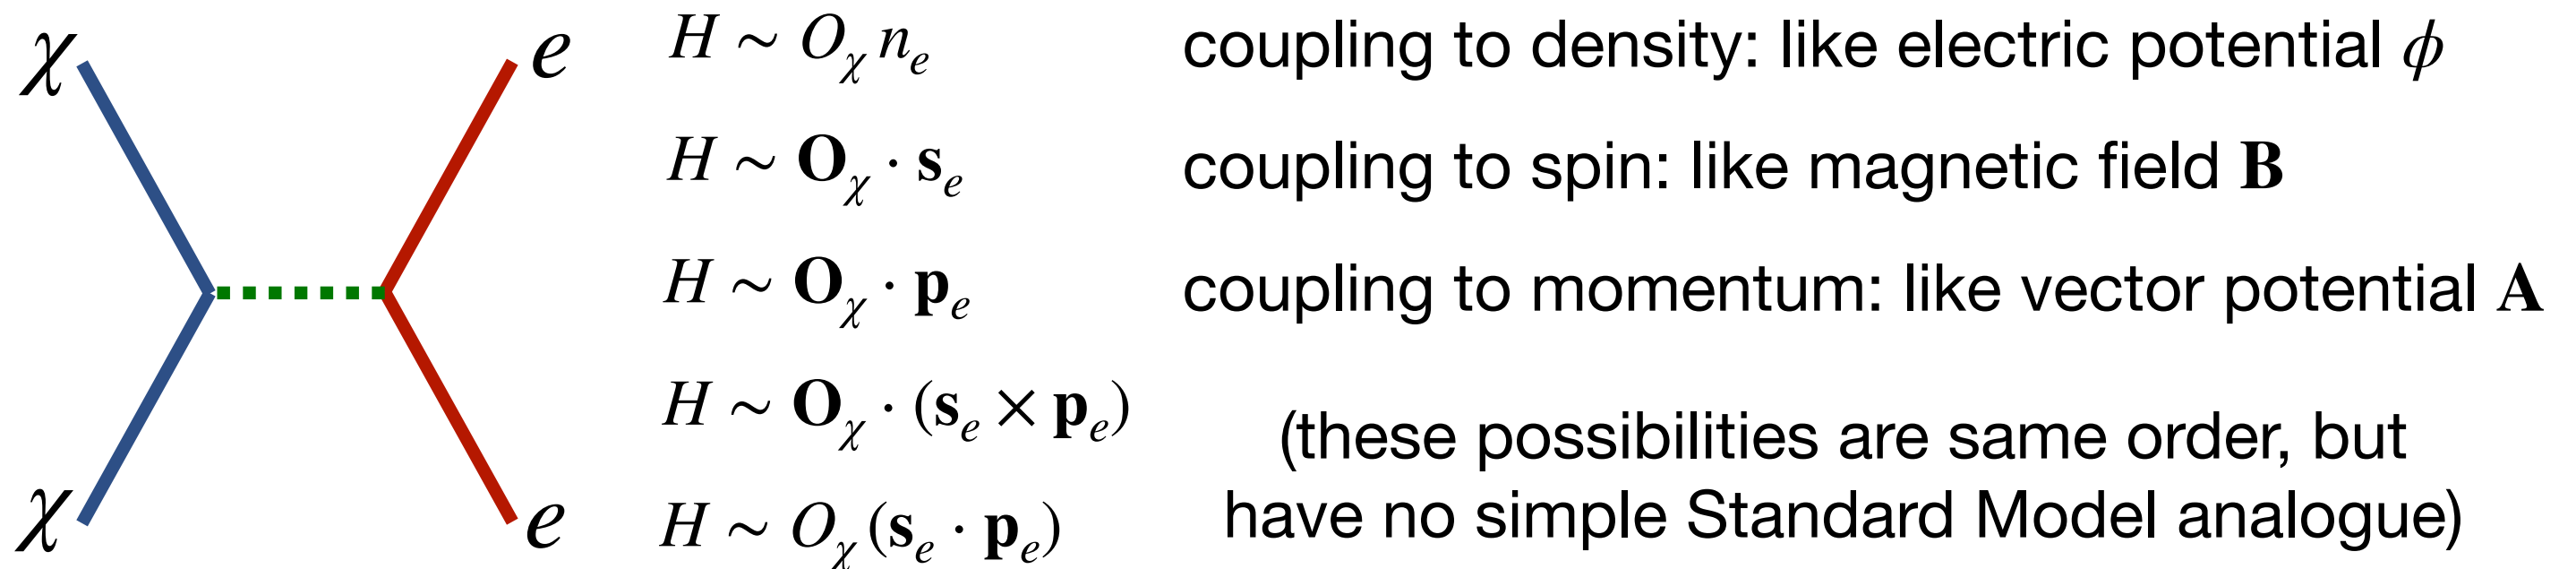 χ e H ~ O_χ n_e coupling to density: like electric potential ϕ
H ~ 𝐎_χ · 𝐬_e coupling to spin: like magnetic field 𝐁
H ~ 𝐎_χ · 𝐩_e coupling to momentum: like vector potential 𝐀
H ~ 𝐎_χ · (𝐬_e × 𝐩_e) (these possibilities are same order, but
χ e H ~ O_χ (𝐬_e · 𝐩_e) have no simple Standard Model analogue)